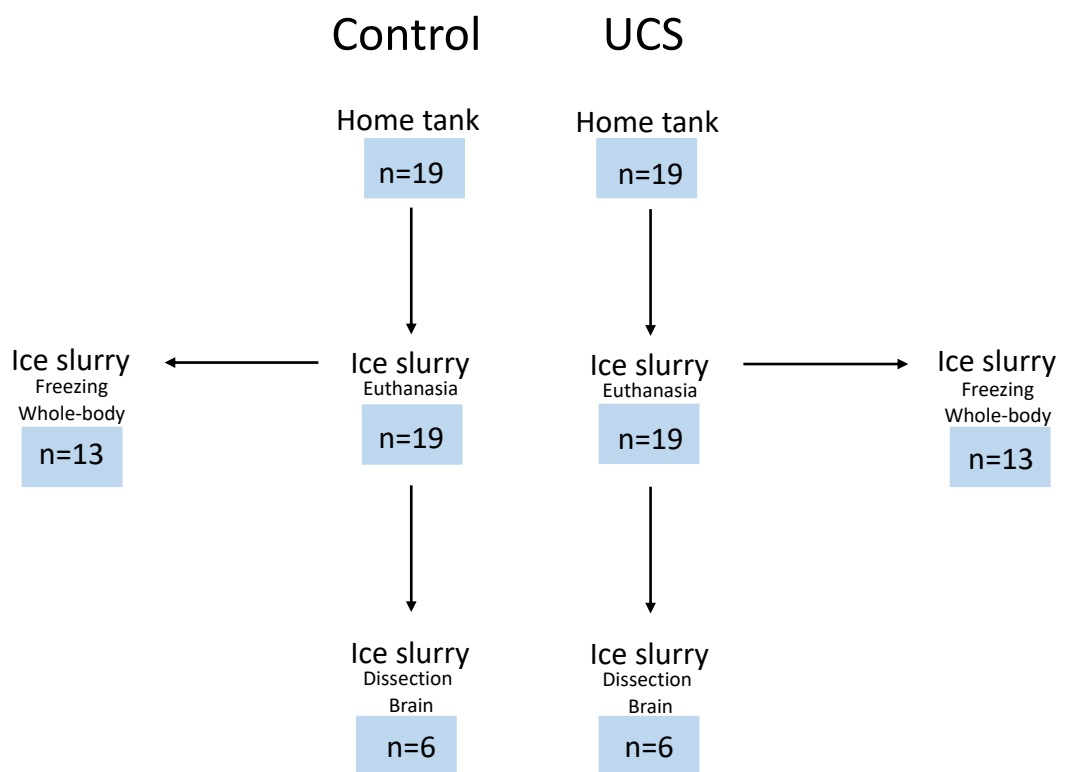 Control
UCS
Home tank
n=19
Home tank
n=19
Ice slurry
Freezing
Whole-body
n=13
Ice slurry
Euthanasia
n=19
Ice slurry
Euthanasia
n=19
Ice slurry
Freezing
Whole-body
n=13
Ice slurry
Dissection
Brain
n=6
Ice slurry
Dissection
Brain
n=6